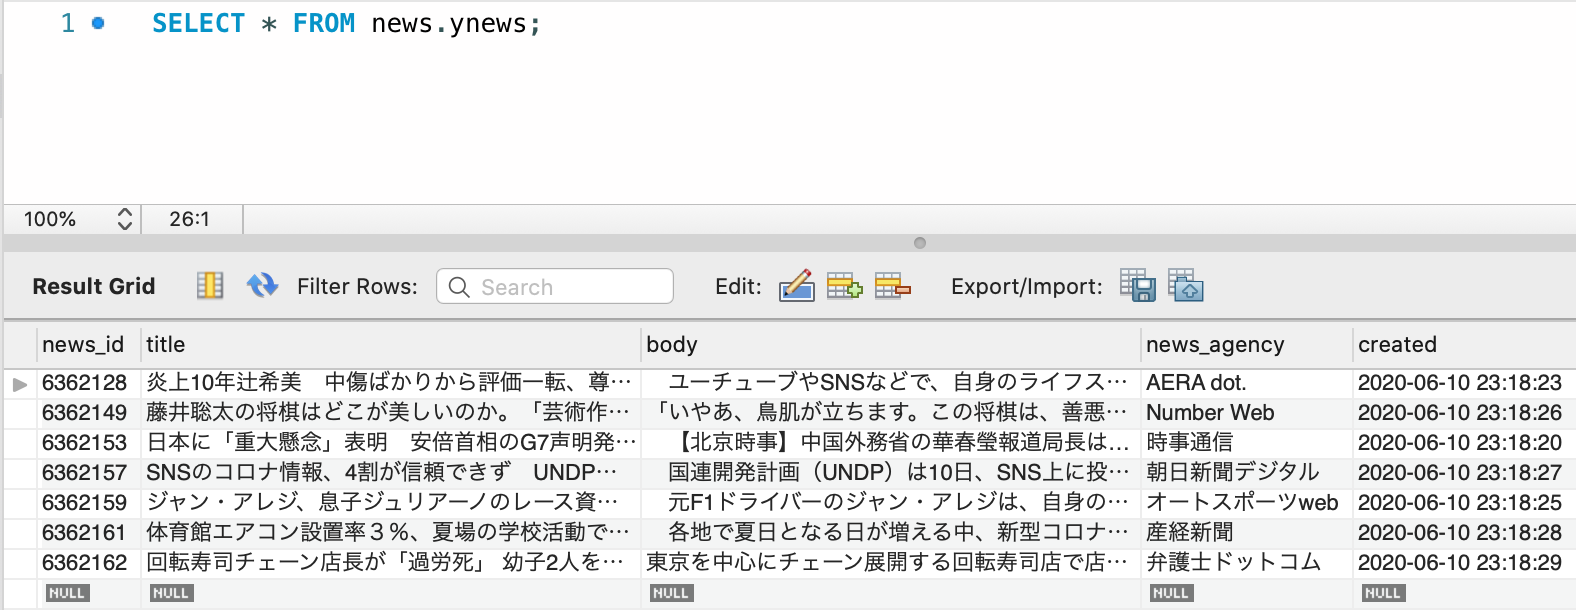 1 SELECT * FROM news.ynews;
100% 26:1
Result Grid Filter Rows: Search Edit: Export/Import:
news_id title body news_agency created
6362128 炎上10年辻希美　中傷ばかりから評価一転、尊… ユーチューブやSNSなどで、自身のライフス… AERA dot. 2020-06-10 23:18:23
6362149 藤井聡太の将棋はどこが美しいのか。「芸術作… 「いやあ、鳥肌が立ちます。この将棋は、善悪… Number Web 2020-06-10 23:18:26
6362153 日本に「重大懸念」表明　安倍首相のG7声明発… 【北京時事】中国外務省の華春瑩報道局長は... 時事通信 2020-06-10 23:18:20
6362157 SNSのコロナ情報、4割が信頼できず　UNDP… 国連開発計画（UNDP）は10日、SNS上に投… 朝日新聞デジタル 2020-06-10 23:18:27
6362159 ジャン・アレジ、息子ジュリアーノのレース資… 元F1ドライバーのジャン・アレジは、自身の… オートスポーツweb 2020-06-10 23:18:25
6362161 体育館エアコン設置率３%、夏場の学校活動で… 各地で夏日となる日が増える中、新型コロナ… 産経新聞 2020-06-10 23:18:28
6362162 回転寿司チェーン店長が「過労死」 幼子2人を… 東京を中心にチェーン展開する回転寿司店で店… 弁護士ドットコム 2020-06-10 23:18:29
NULL NULL NULL NULL NULL